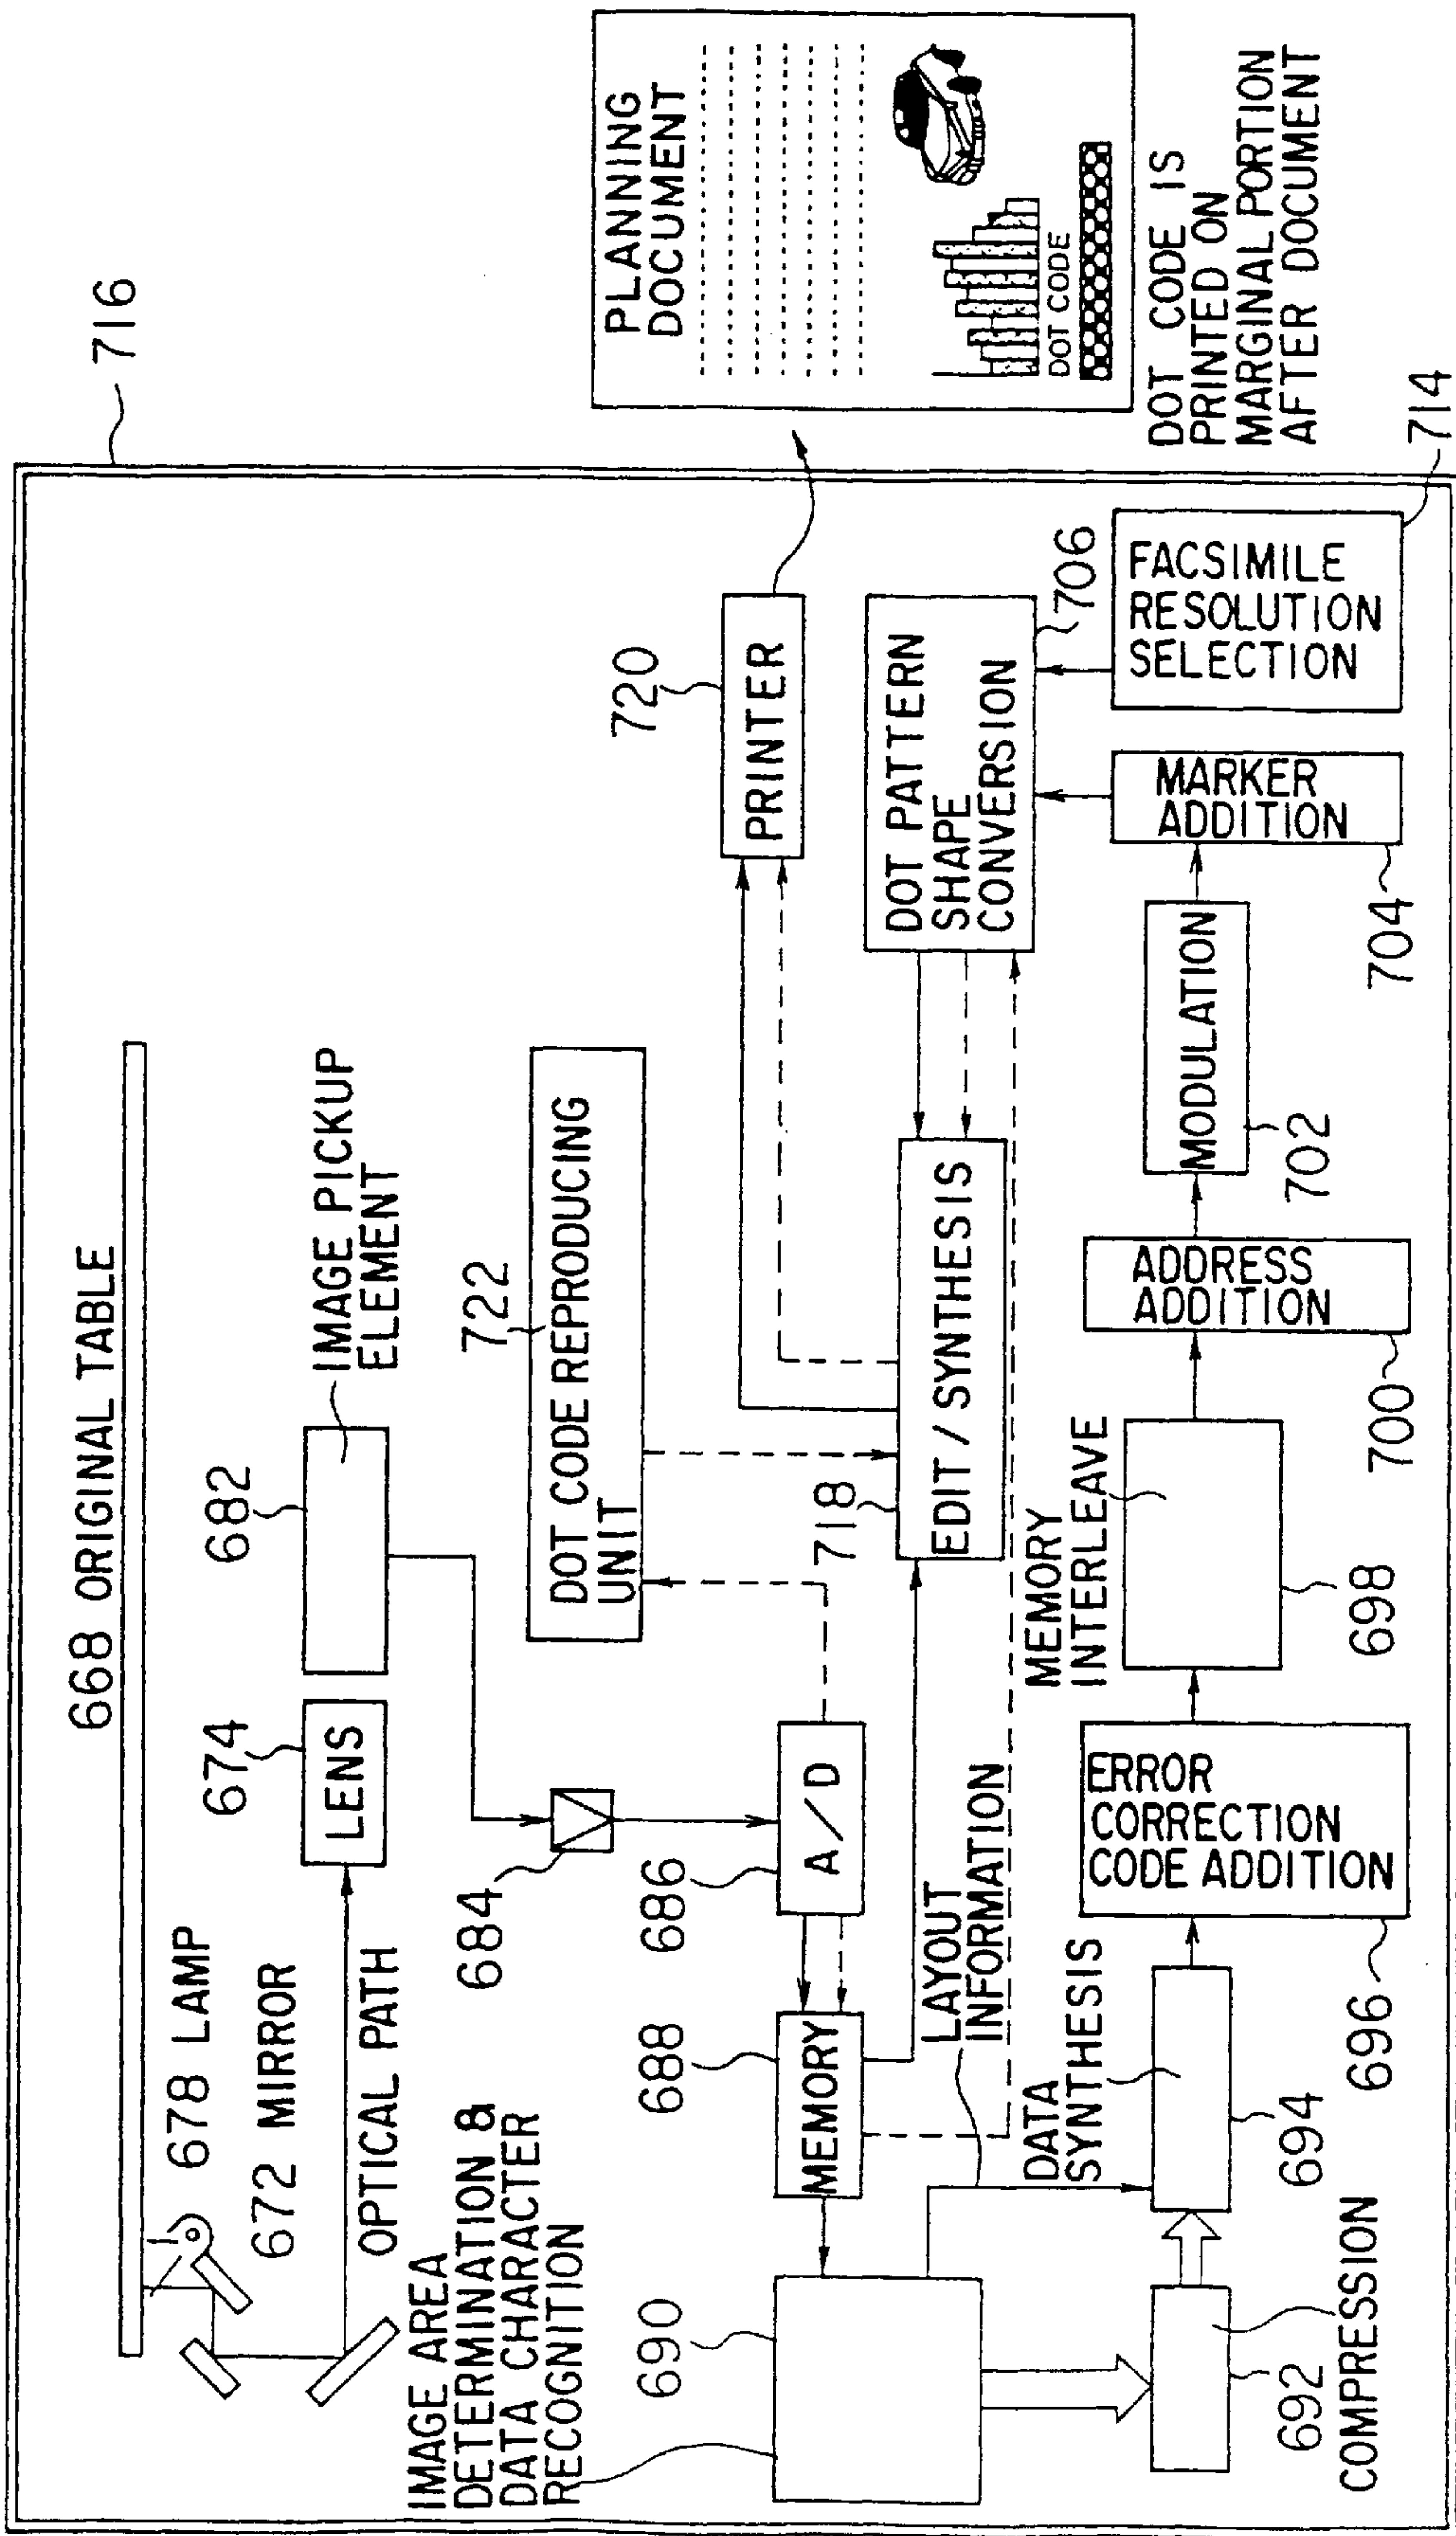 716
668 ORIGINAL TABLE
678 LAMP
672 MIRROR
OPTICAL PATH
674
LENS
682
IMAGE PICKUP
ELEMENT
684
722
DOT CODE REPRODUCING
UNIT
720
PRINTER
PLANNING
DOCUMENT
DOT CODE
DOT CODE IS
PRINTED ON
MARGINAL PORTION
AFTER DOCUMENT
IMAGE AREA
DETERMINATION &
DATA CHARACTER
RECOGNITION
690
688
MEMORY
686
A/D
718
EDIT / SYNTHESIS
DOT PATTERN
SHAPE
CONVERSION
706
LAYOUT
INFORMATION
692
COMPRESSION
DATA
SYNTHESIS
694
ERROR
CORRECTION
CODE ADDITION
696
MEMORY
INTERLEAVE
698
ADDRESS
ADDITION
700
MODULATION
702
MARKER
ADDITION
704
FACSIMILE
RESOLUTION
SELECTION
714